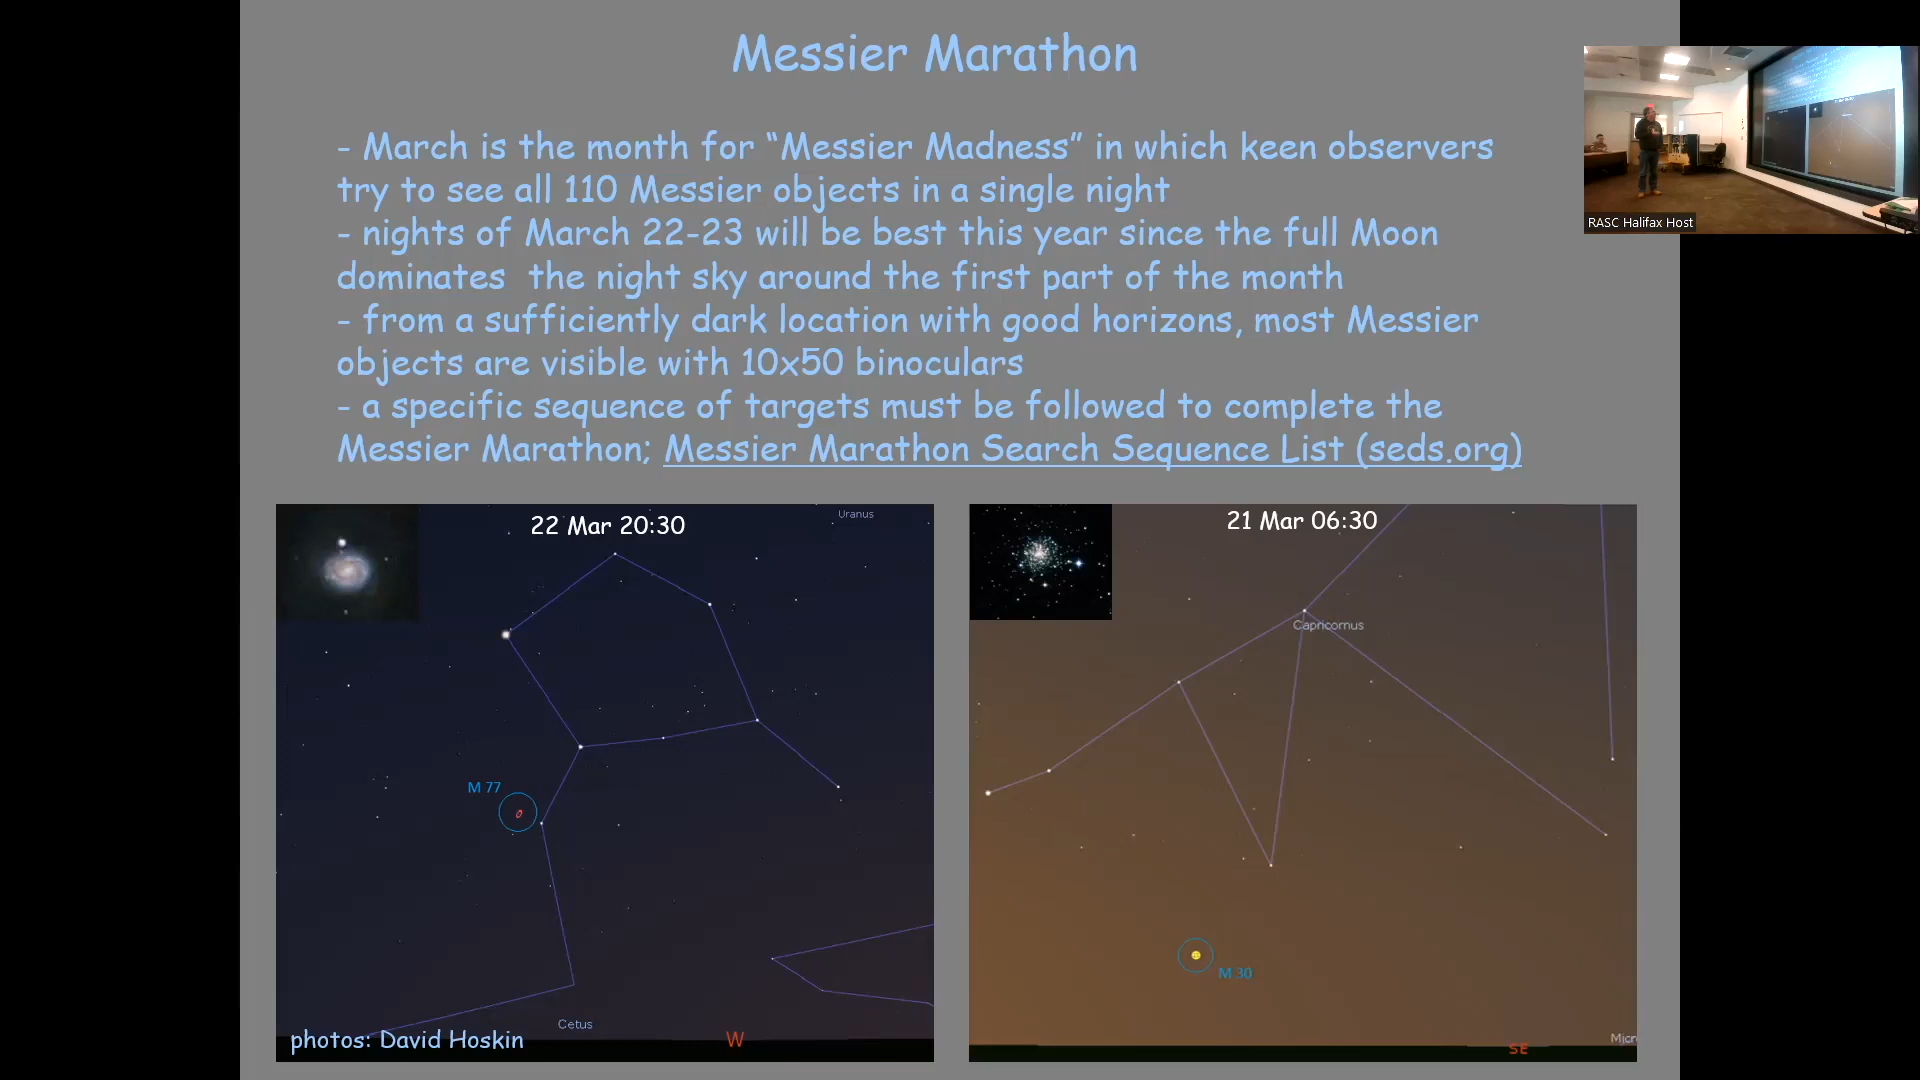 Messier Marathon
- March is the month for “Messier Madness” in which keen observers
try to see all 110 Messier objects in a single night
- nights of March 22-23 will be best this year since the full Moon
dominates  the night sky around the first part of the month
- from a sufficiently dark location with good horizons, most Messier
objects are visible with 10x50 binoculars
- a specific sequence of targets must be followed to complete the
Messier Marathon; Messier Marathon Search Sequence List (seds.org)
RASC Halifax Host
22 Mar 20:30
Uranus
M 77
Cetus
W
photos: David Hoskin
21 Mar 06:30
Capricornus
M 30
Micr
SE